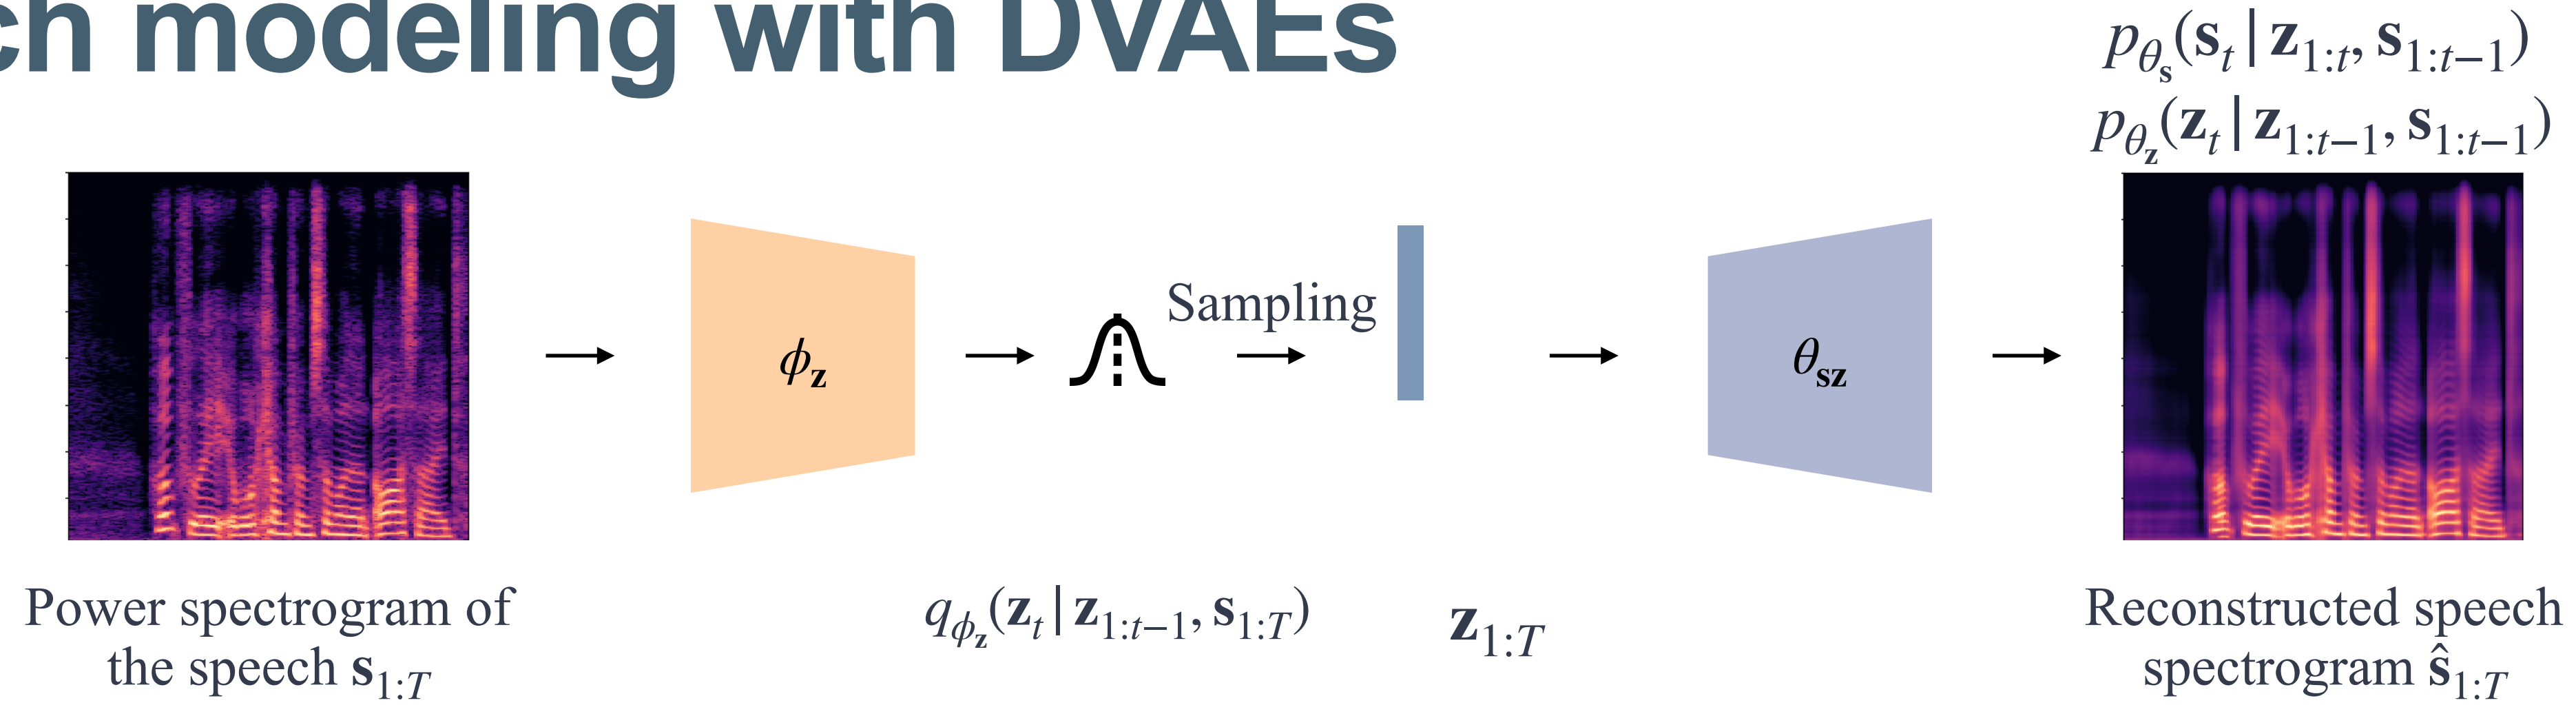 ch modeling with DVAEs
p_{θ_s}(s_t | z_{1:t}, s_{1:t−1})
p_{θ_z}(z_t | z_{1:t−1}, s_{1:t−1})
Sampling
ϕ_z
θ_{sz}
q_{ϕ_z}(z_t | z_{1:t−1}, s_{1:T})
z_{1:T}
Power spectrogram of
the speech s_{1:T}
Reconstructed speech
spectrogram ŝ_{1:T}